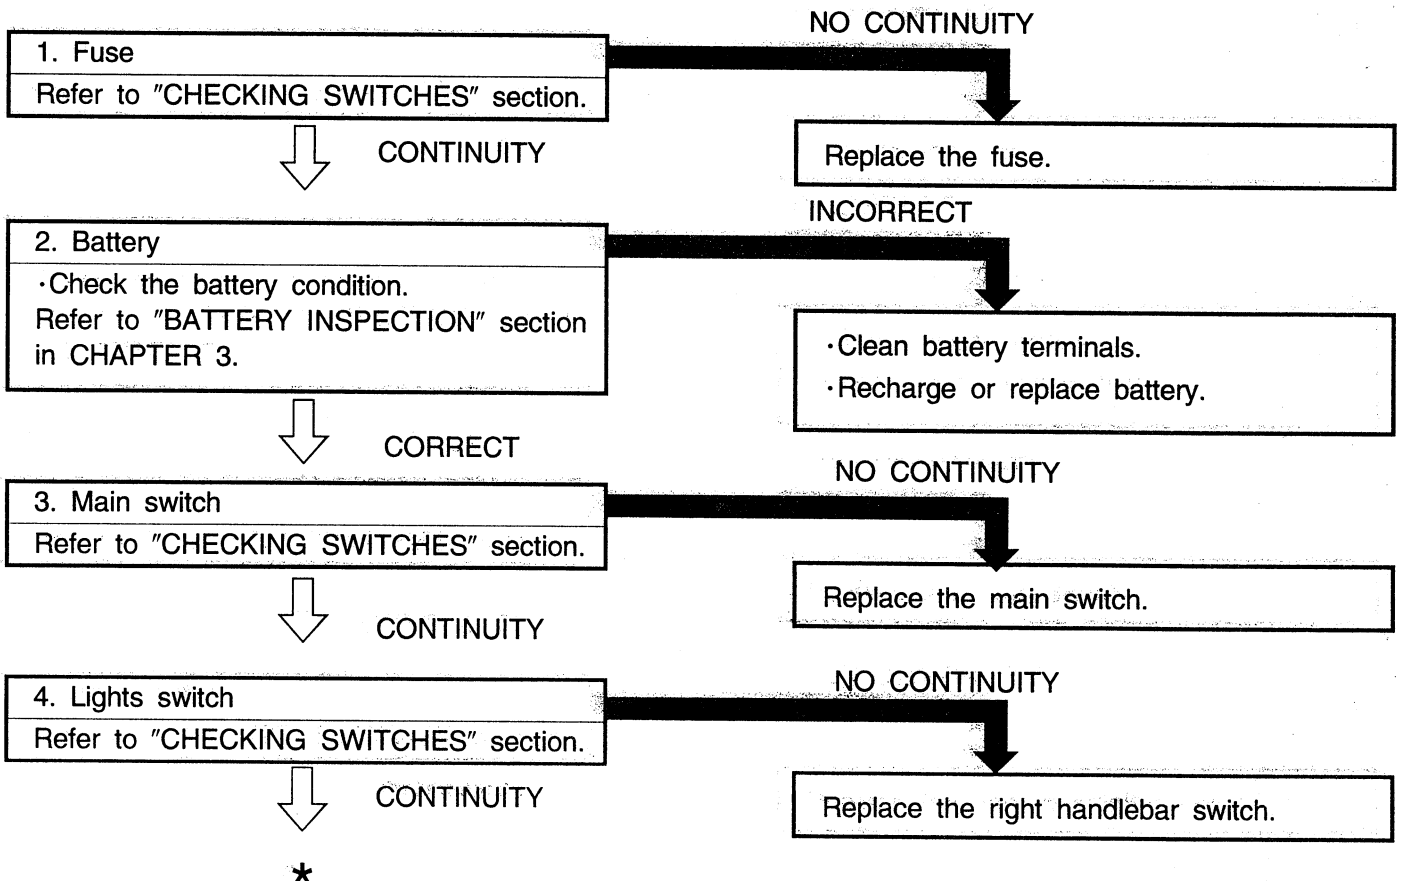 NO CONTINUITY
1. Fuse
Refer to "CHECKING SWITCHES" section.
CONTINUITY
Replace the fuse.
INCORRECT
2. Battery
·Check the battery condition.
Refer to "BATTERY INSPECTION" section
in CHAPTER 3.
·Clean battery terminals.
·Recharge or replace battery.
CORRECT
NO CONTINUITY
3. Main switch
Refer to "CHECKING SWITCHES" section.
Replace the main switch.
CONTINUITY
NO CONTINUITY
4. Lights switch
Refer to "CHECKING SWITCHES" section.
CONTINUITY
Replace the right handlebar switch.
*